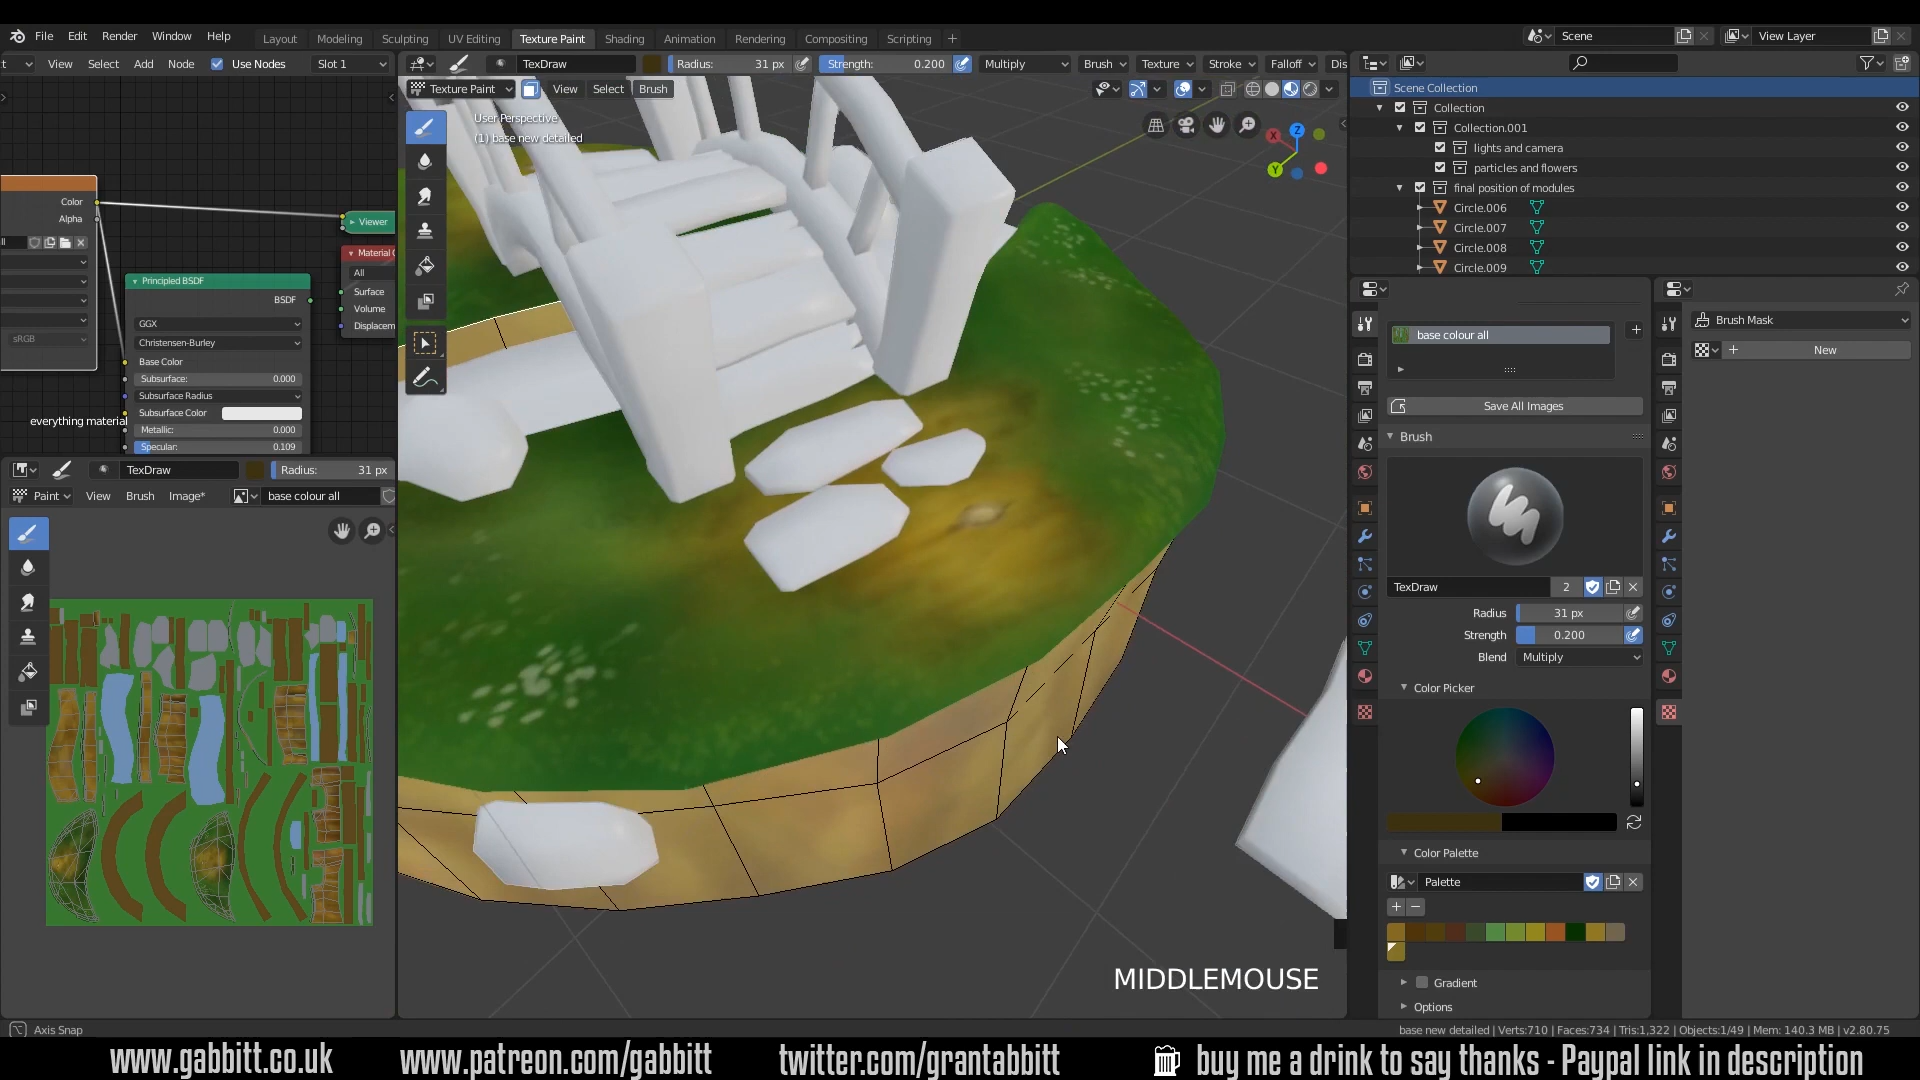 File Edit Render Window Help
Layout Modeling Sculpting UV Editing Texture Paint Shading Animation Rendering Compositing Scripting +
Scene View Layer
View Select Add Node Use Nodes Slot 1
TexDraw Radius: 31 px Strength: 0.200 Multiply Brush Texture Stroke Falloff Dis
Texture Paint View Select Brush
User Perspective
(1) base new detailed
X Y Z
Color
Alpha
sRGB
Viewer
Material
All
Surface
Volume
Displacem
Principled BSDF
BSDF
GGX
Christensen-Burley
Base Color
Subsurface: 0.000
Subsurface Radius
Subsurface Color
Metallic: 0.000
Specular: 0.109
everything material
TexDraw Radius: 31 px
Paint View Brush Image* base colour all
Scene Collection
Collection
Collection.001
lights and camera
particles and flowers
final position of modules
Circle.006
Circle.007
Circle.008
Circle.009
base colour all
Save All Images
Brush
TexDraw 2
Radius 31 px
Strength 0.200
Blend Multiply
Color Picker
Color Palette
Palette
Gradient
Options
Brush Mask
New
MIDDLEMOUSE
Axis Snap
base new detailed | Verts:710 | Faces:734 | Tris:1,322 | Objects:1/49 | Mem: 140.3 MB | v2.80.75
www.gabbitt.co.uk www.patreon.com/gabbitt twitter.com/grantabbitt buy me a drink to say thanks - Paypal link in description